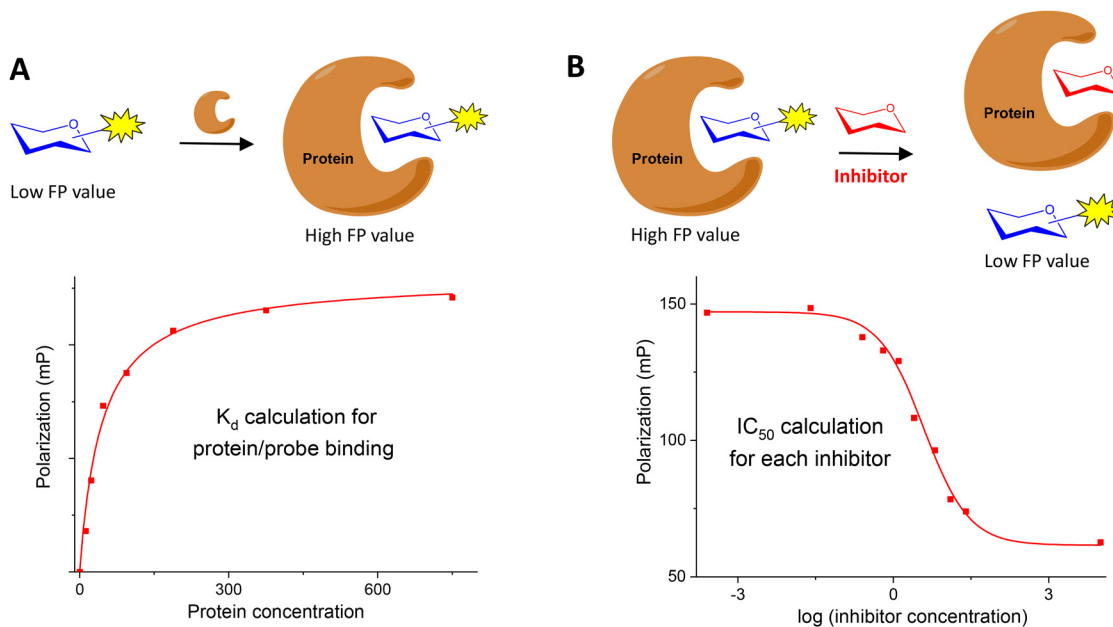 A
O
Low FP value
Protein
O
High FP value
Polarization (mP)
K_d calculation for
protein/probe binding
0
300
600
Protein concentration
B
Protein
O
High FP value
O
Inhibitor
Protein
O
O
Low FP value
150
100
50
Polarization (mP)
IC_50 calculation
for each inhibitor
-3
0
3
log (inhibitor concentration)